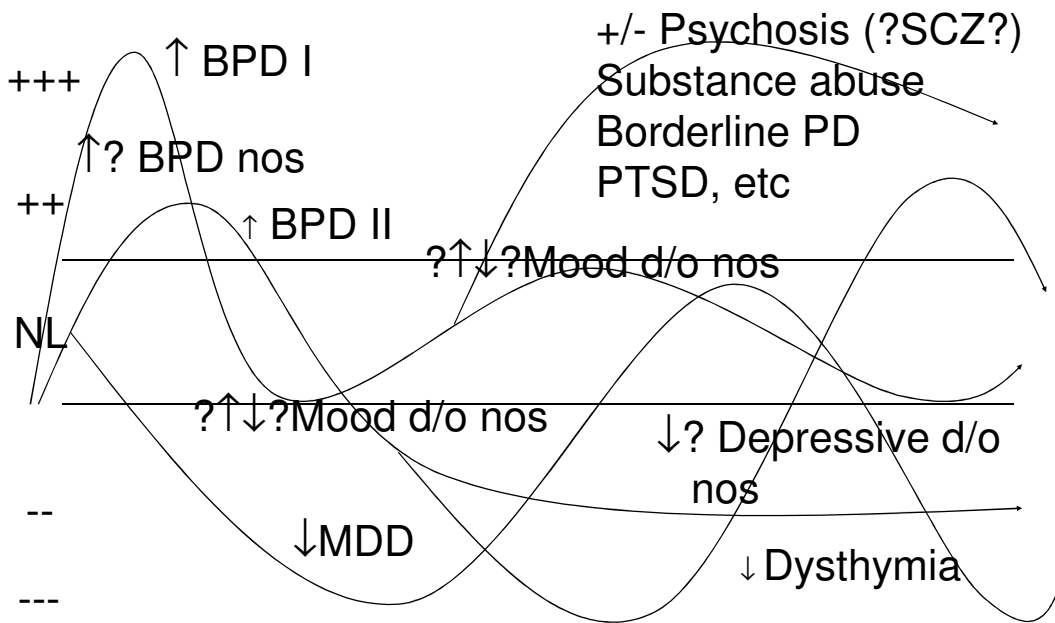 +/- Psychosis (?SCZ?)
↑ BPD I
+++
Substance abuse
Borderline PD
↑? BPD nos
PTSD, etc
++
↑ BPD II
?↑↓?Mood d/o nos
NL
?↑↓?Mood d/o nos
↓? Depressive d/o
nos
--
↓MDD
↓ Dysthymia
---